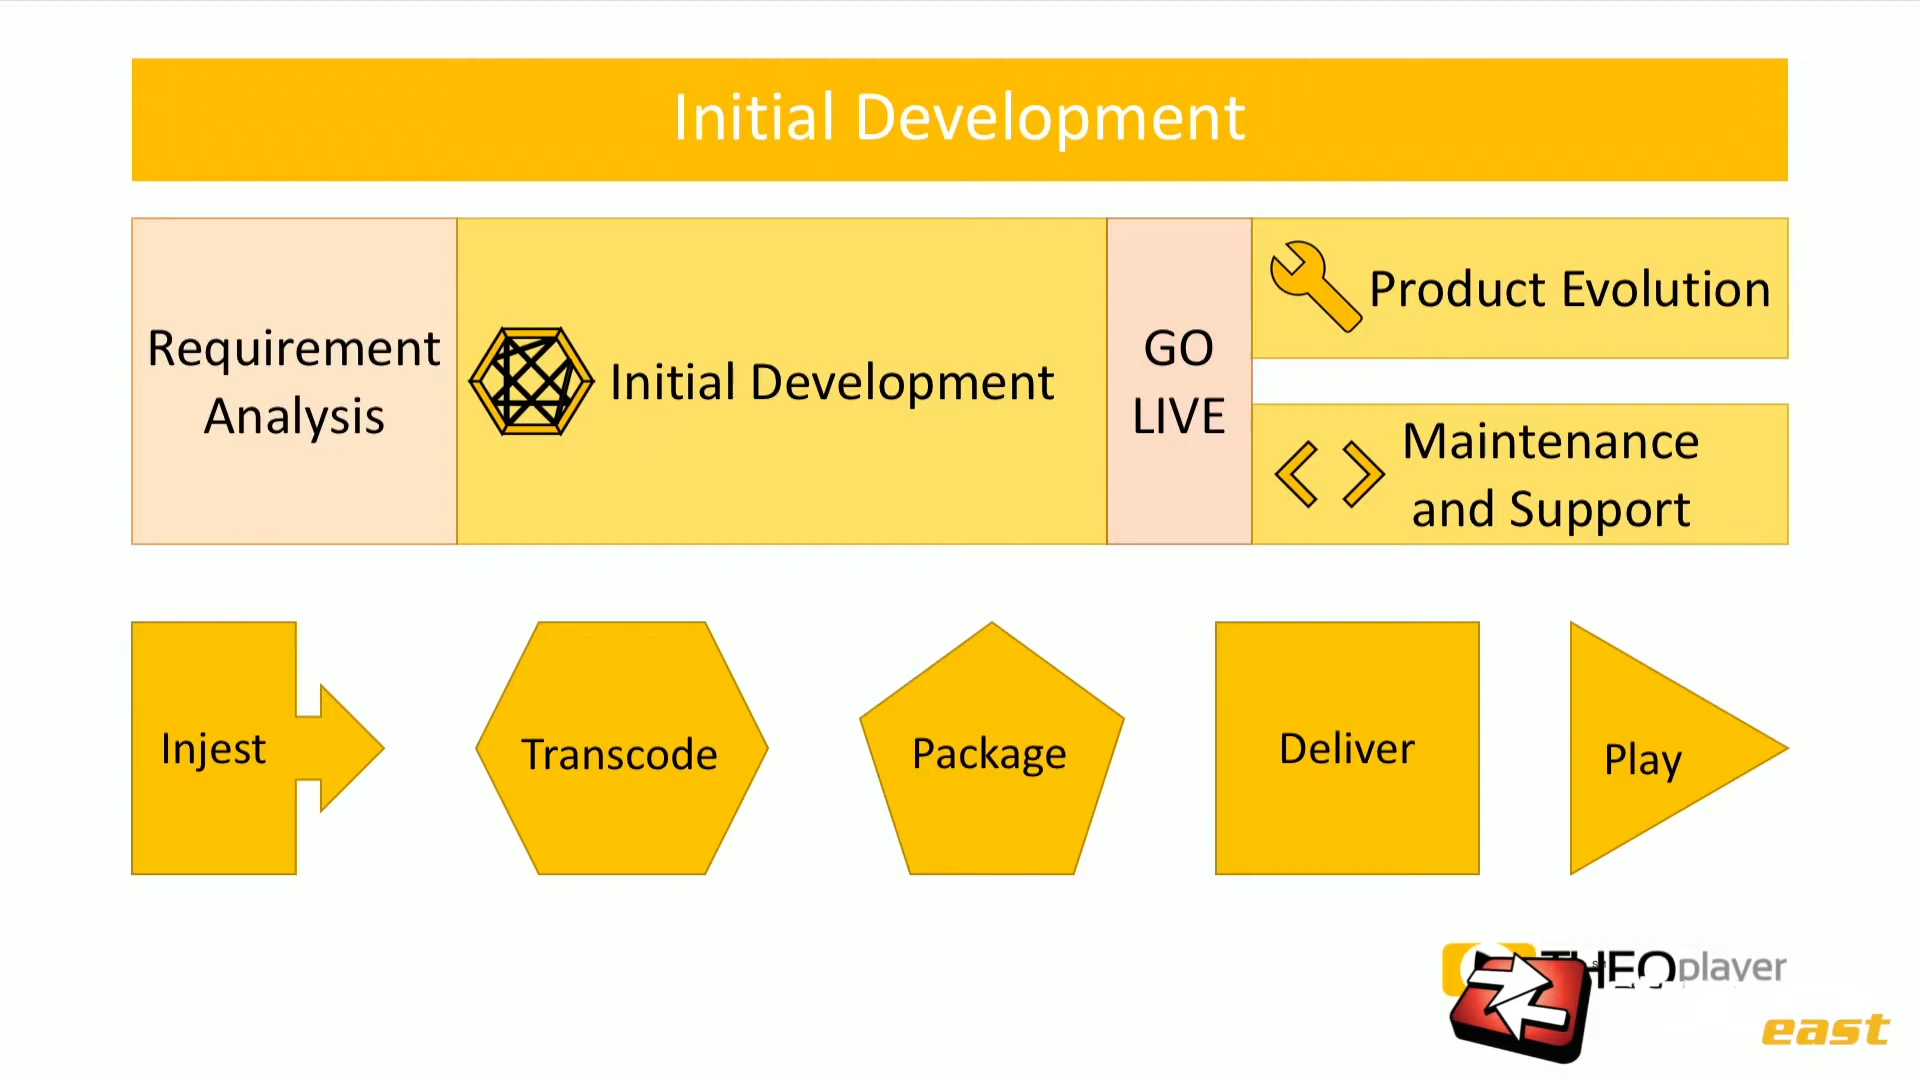 Initial Development
Requirement
Analysis
Initial Development
GO
LIVE
Product Evolution
Maintenance
and Support
Injest
Transcode
Package
Deliver
Play
THEOplayer
east